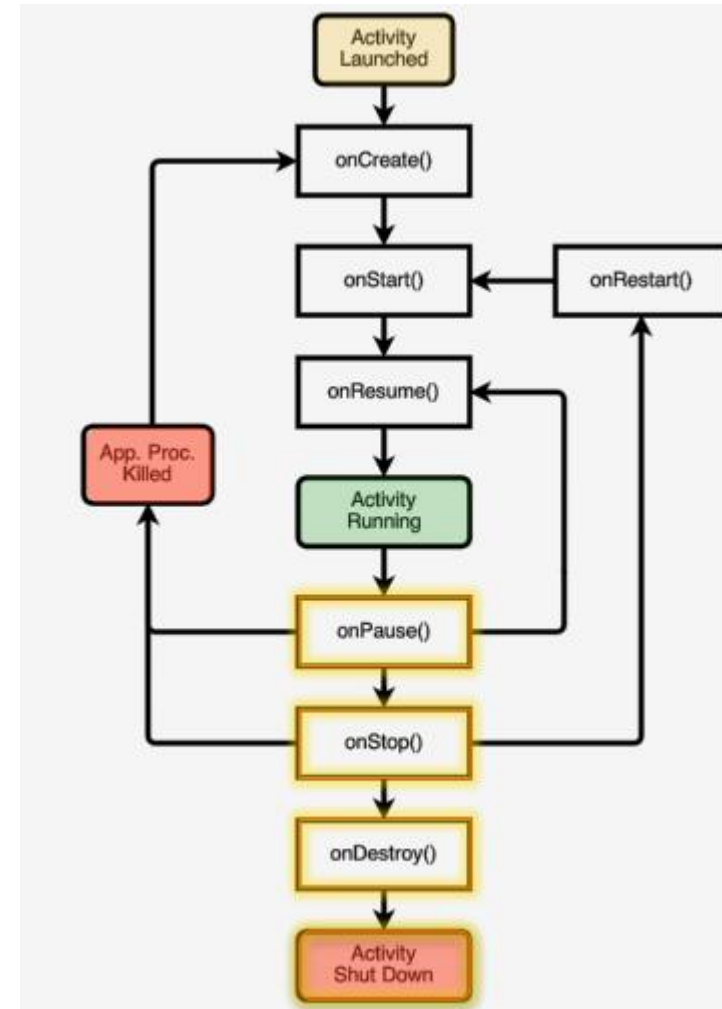 Activity
Launched
onCreate()
onStart()
onRestart()
onResume()
App. Proc.
Killed
Activity
Running
onPause()
onStop()
onDestroy()
Activity
Shut Down